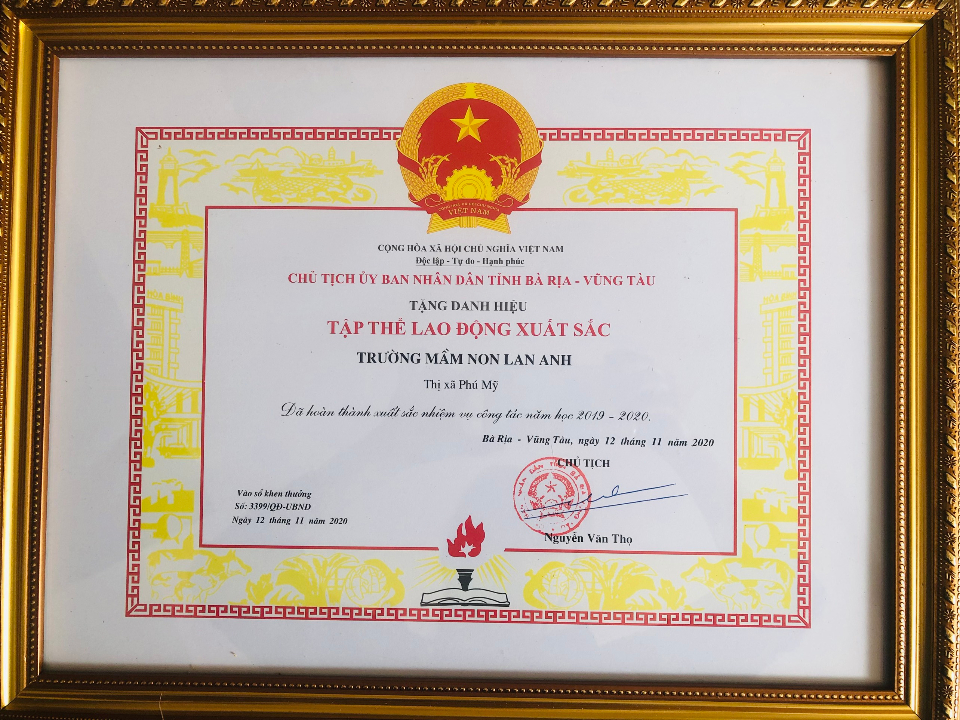 VIỆT NAM
CỘNG HÒA XÃ HỘI CHỦ NGHĨA VIỆT NAM
Độc lập - Tự do - Hạnh phúc
CHỦ TỊCH ỦY BAN NHÂN DÂN TỈNH BÀ RỊA - VŨNG TÀU
TẶNG DANH HIỆU
TẬP THỂ LAO ĐỘNG XUẤT SẮC
TRƯỜNG MẦM NON LAN ANH
Thị xã Phú Mỹ
Đã hoàn thành xuất sắc nhiệm vụ công tác năm học 2019 - 2020.
Bà Rịa - Vũng Tàu, ngày 12 tháng 11 năm 2020
CHỦ TỊCH
Vào sổ khen thưởng
Số: 3399/QĐ-UBND
Ngày 12 tháng 11 năm 2020
Nguyễn Văn Thọ